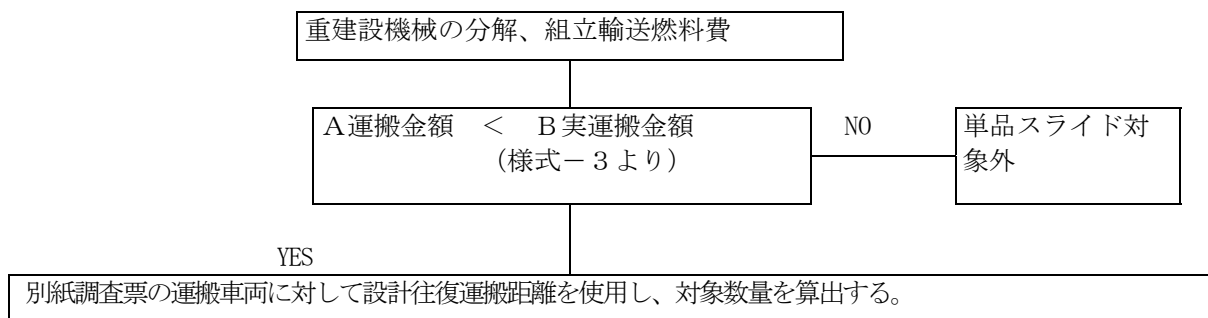 重建設機械の分解、組立輸送燃料費
A運搬金額 < B実運搬金額
(様式-3より)
NO
単品スライド対
象外
YES
別紙調査票の運搬車両に対して設計往復運搬距離を使用し、対象数量を算出する。